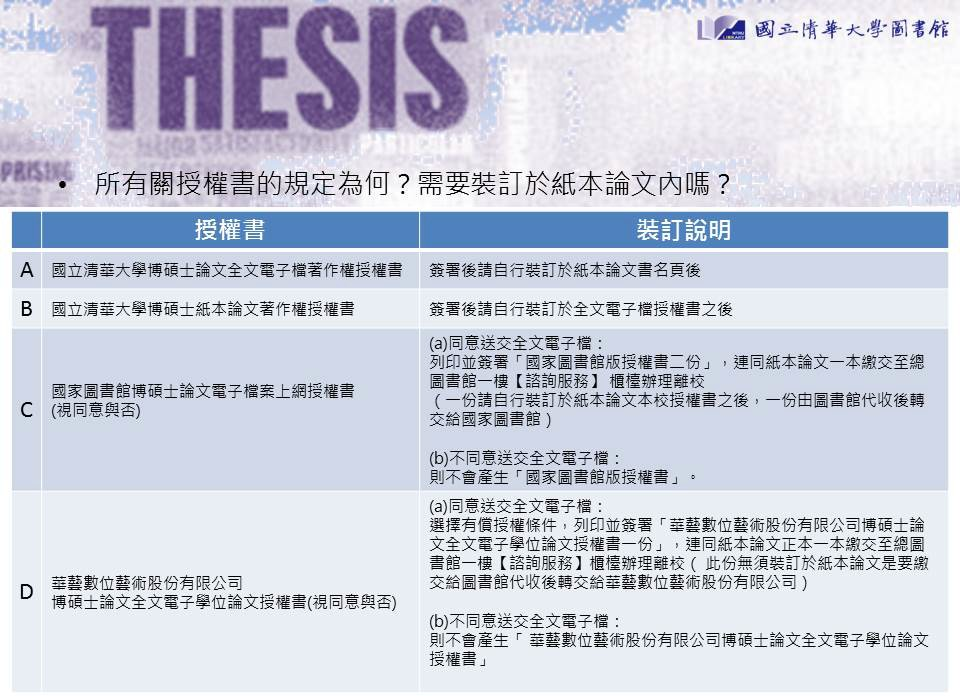 THESIS
國立清華大學圖書館
PARTICULAR
PRISING
• 所有關授權書的規定為何？需要裝訂於紙本論文內嗎？
授權書
裝訂說明
A
國立清華大學博碩士論文全文電子檔著作權授權書
簽署後請自行裝訂於紙本論文書名頁後
B
國立清華大學博碩士紙本論文著作權授權書
簽署後請自行裝訂於全文電子檔授權書之後
C
國家圖書館博碩士論文電子檔案上網授權書
(視同意與否)
(a)同意送交全文電子檔：
列印並簽署「國家圖書館版授權書二份」，連同紙本論文一本繳交至總
圖書館一樓【諮詢服務】 櫃檯辦理離校
（一份請自行裝訂於紙本論文本校授權書之後，一份由圖書館代收後轉
交給國家圖書館）
(b)不同意送交全文電子檔：
則不會產生「國家圖書館版授權書」。
D
華藝數位藝術股份有限公司
博碩士論文全文電子學位論文授權書(視同意與否)
(a)同意送交全文電子檔：
選擇有償授權條件，列印並簽署「華藝數位藝術股份有限公司博碩士論
文全文電子學位論文授權書一份」，連同紙本論文正本一本繳交至總圖
書館一樓【諮詢服務】櫃檯辦理離校（ 此份無須裝訂於紙本論文是要繳
交給圖書館代收後轉交給華藝數位藝術股份有限公司）
(b)不同意送交全文電子檔：
則不會產生「 華藝數位藝術股份有限公司博碩士論文全文電子學位論文
授權書」